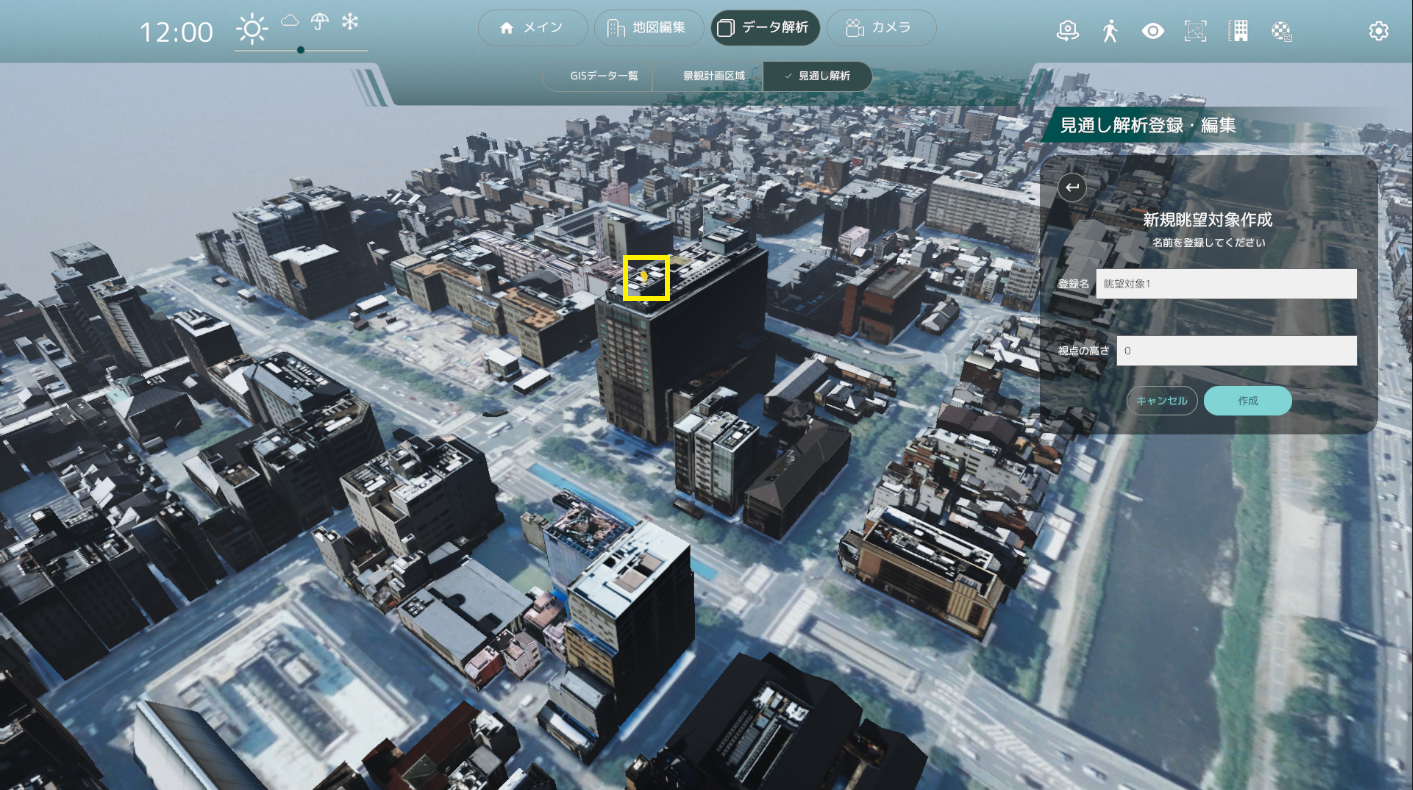 12:00
メイン
地図編集
データ解析
カメラ
GISデータ一覧
景観計画区域
見通し解析
見通し解析登録・編集
新規眺望対象作成
名前を登録してください
登録名 眺望対象1
視点の高さ 0
キャンセル 作成